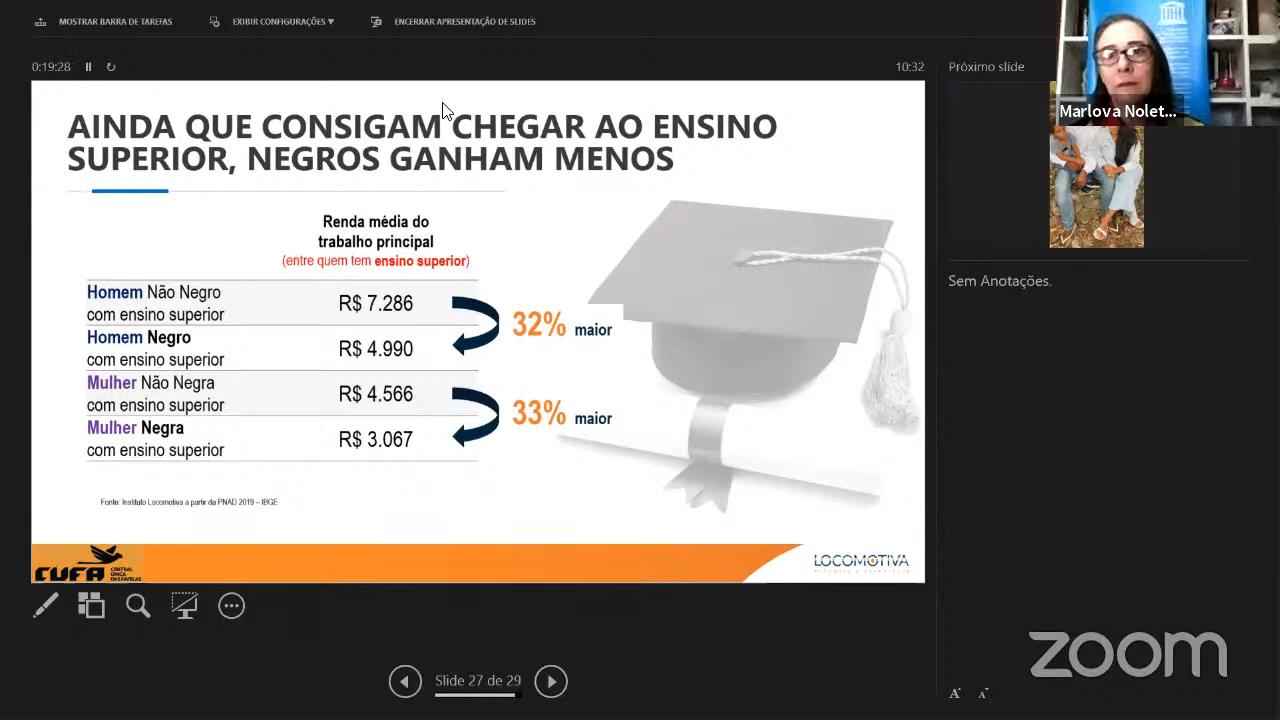 MOSTRAR BARRA DE TAREFAS
EXIBIR CONFIGURAÇÕES ▼
ENCERRAR APRESENTAÇÃO DE SLIDES
0:19:28
10:32
Próximo slide
Marlova Nolet...
AINDA QUE CONSIGAM CHEGAR AO ENSINO
SUPERIOR, NEGROS GANHAM MENOS
Renda média do
trabalho principal
(entre quem tem ensino superior)
Homem Não Negro
com ensino superior
R$ 7.286
Homem Negro
com ensino superior
R$ 4.990
32% maior
Mulher Não Negra
com ensino superior
R$ 4.566
Mulher Negra
com ensino superior
R$ 3.067
33% maior
Fonte: Instituto Locomotiva a partir da PNAD 2019 – IBGE
CUFA
CENTRAL
ÚNICA
DAS FAVELAS
LOCOMOTIVA
Sem Anotações.
Slide 27 de 29
zoom